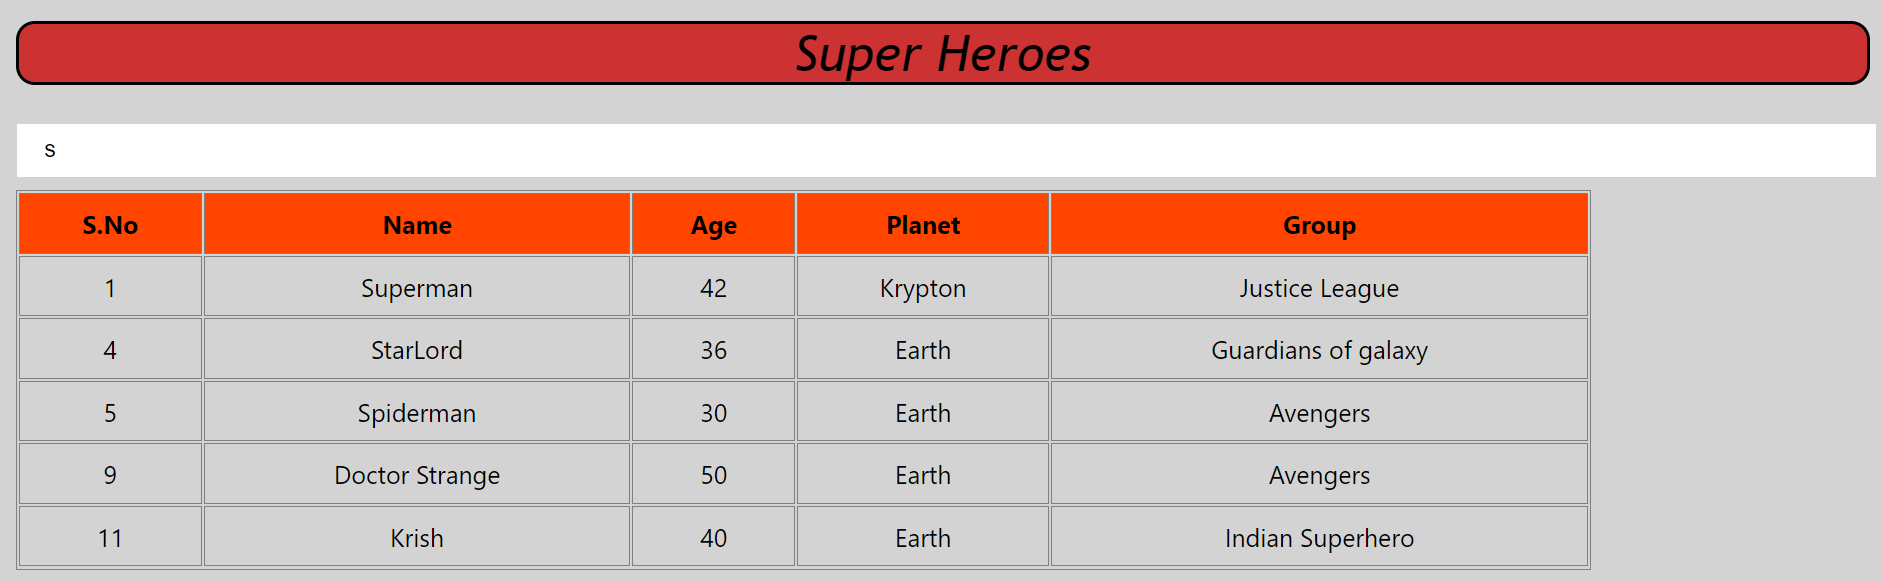 Super Heroes
s
S.No Name Age Planet Group
1 Superman 42 Krypton Justice League
4 StarLord 36 Earth Guardians of galaxy
5 Spiderman 30 Earth Avengers
9 Doctor Strange 50 Earth Avengers
11 Krish 40 Earth Indian Superhero